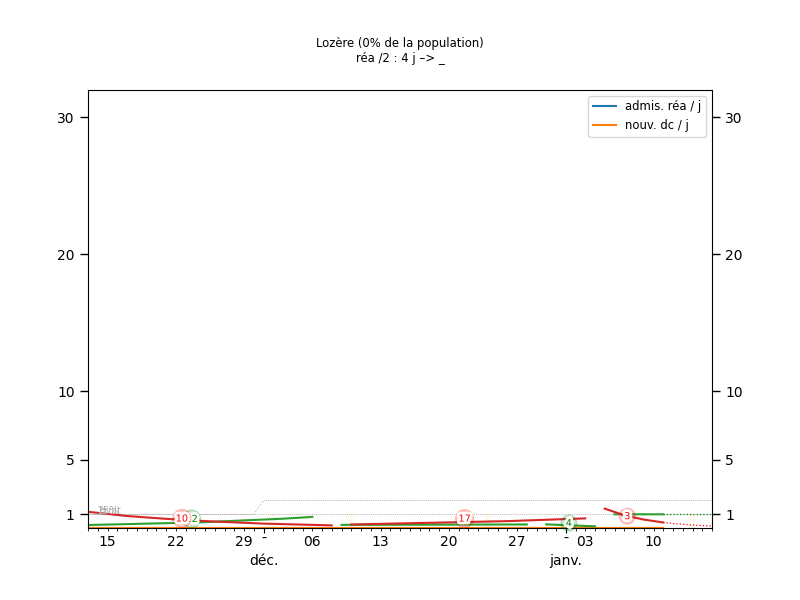 Lozère (0% de la population)
réa /2 : 4 j –> _
admis. réa / j
nouv. dc / j
30 30
20 20
10 10
5 5
1 1
10
17
4
3
15 22 29 - 06 13 20 27 - 03 10
déc. janv.